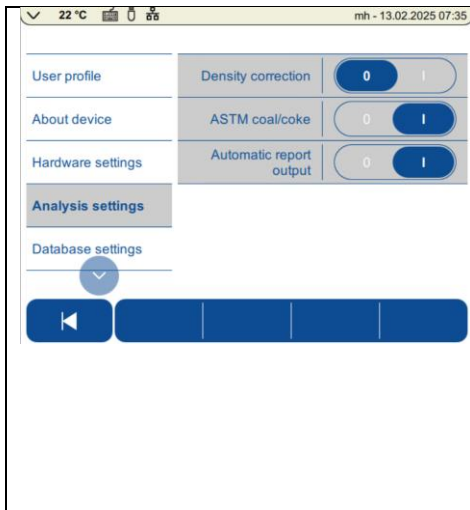 22 °C
mh - 13.02.2025 07:35
User profile
Density correction
0 I
About device
ASTM coal/coke
0 I
Hardware settings
Automatic report
output
0 I
Analysis settings
Database settings